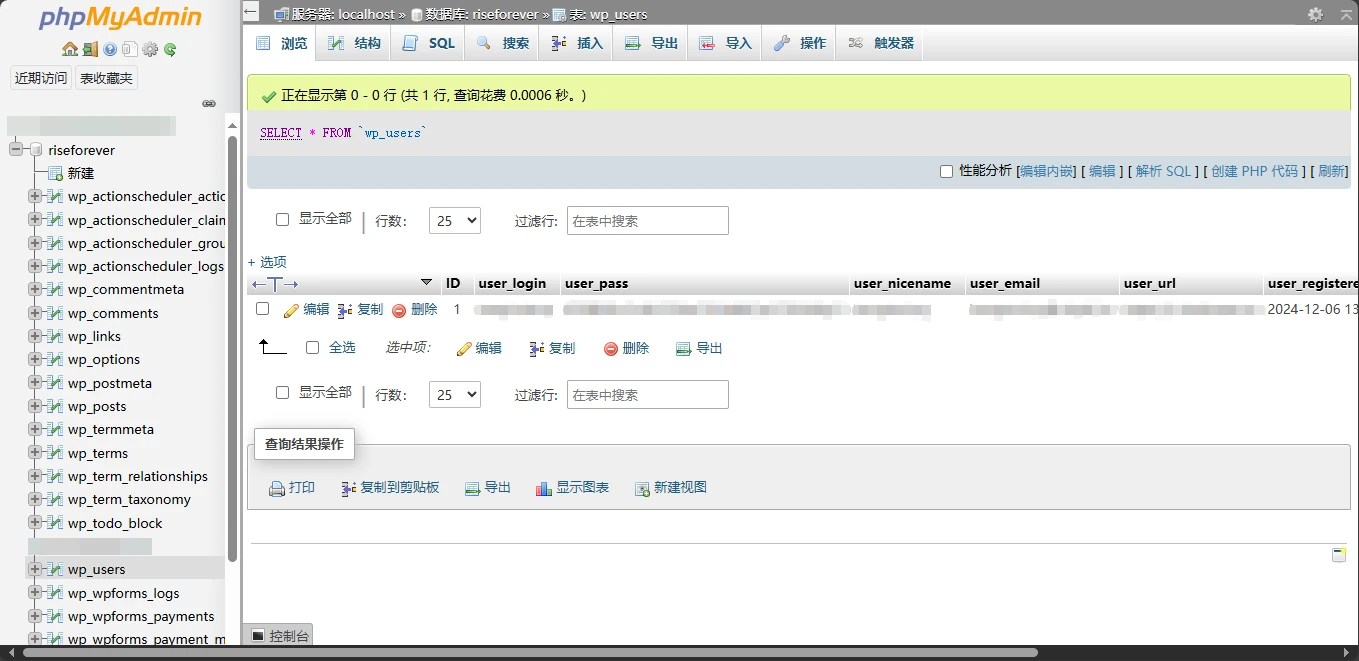 phpMyAdmin
近期访问 表收藏夹
riseforever
新建
wp_actionscheduler_actic
wp_actionscheduler_clain
wp_actionscheduler_grou
wp_actionscheduler_logs
wp_commentmeta
wp_comments
wp_links
wp_options
wp_postmeta
wp_posts
wp_termmeta
wp_terms
wp_term_relationships
wp_term_taxonomy
wp_todo_block
wp_users
wp_wpforms_logs
wp_wpforms_payments
wp_wpforms_payment_m
服务器: localhost » 数据库: riseforever » 表: wp_users
浏览 结构 SQL 搜索 插入 导出 导入 操作 触发器
正在显示第 0 - 0 行 (共 1 行, 查询花费 0.0006 秒。)
SELECT * FROM `wp_users`
性能分析 [编辑内嵌] [ 编辑 ] [ 解析 SQL ] [ 创建 PHP 代码 ] [ 刷新]
显示全部 | 行数: 25 过滤行: 在表中搜索
+ 选项
←T→ ID user_login user_pass user_nicename user_email user_url user_registere
编辑 复制 删除 1 2024-12-06 13
全选 选中项: 编辑 复制 删除 导出
显示全部 | 行数: 25 过滤行: 在表中搜索
查询结果操作
打印 复制到剪贴板 导出 显示图表 新建视图
控制台